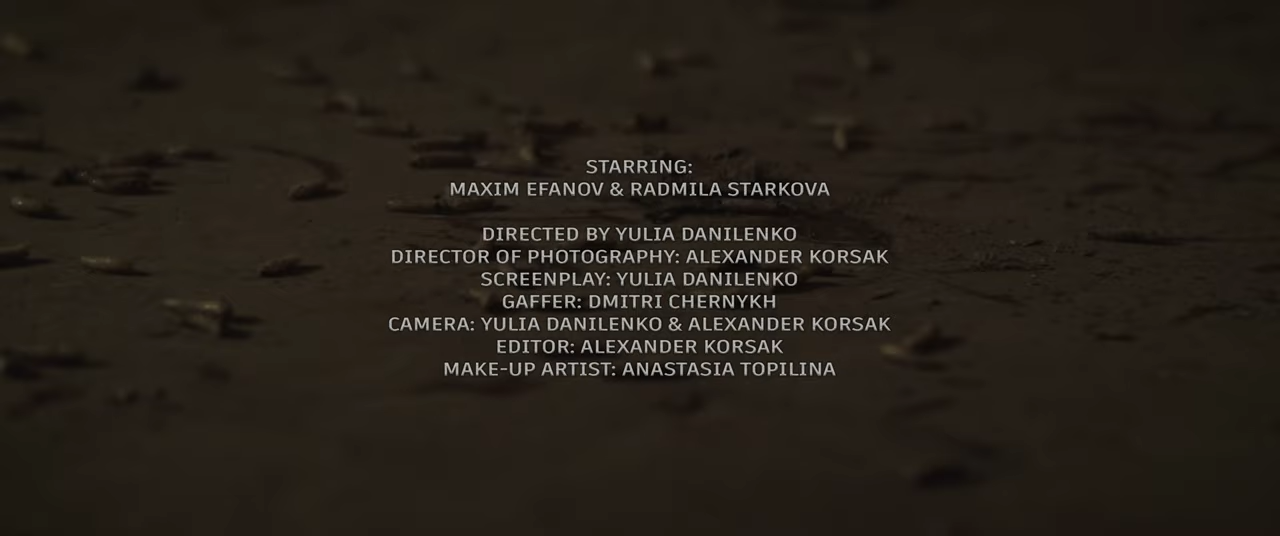 STARRING:
MAXIM EFANOV & RADMILA STARKOVA
DIRECTED BY YULIA DANILENKO
DIRECTOR OF PHOTOGRAPHY: ALEXANDER KORSAK
SCREENPLAY: YULIA DANILENKO
GAFFER: DMITRI CHERNYKH
CAMERA: YULIA DANILENKO & ALEXANDER KORSAK
EDITOR: ALEXANDER KORSAK
MAKE-UP ARTIST: ANASTASIA TOPILINA